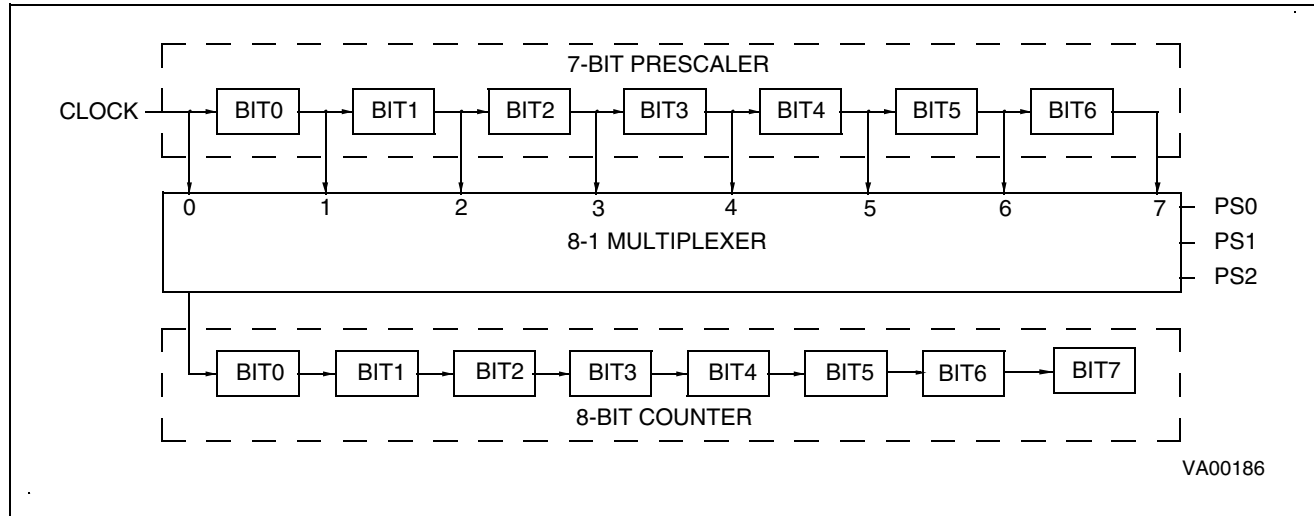 7-BIT PRESCALER
CLOCK BIT0 BIT1 BIT2 BIT3 BIT4 BIT5 BIT6
0 1 2 3 4 5 6 7 PS0
8-1 MULTIPLEXER PS1
PS2
BIT0 BIT1 BIT2 BIT3 BIT4 BIT5 BIT6 BIT7
8-BIT COUNTER
VA00186